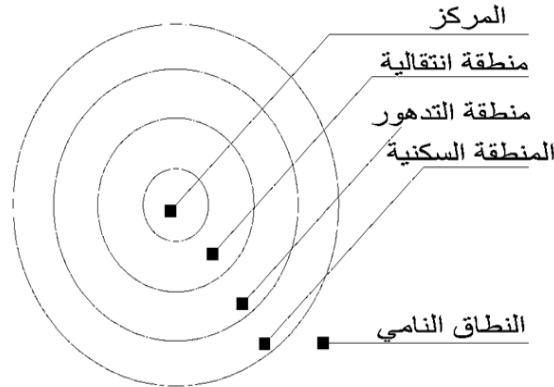 المركز
منطقة انتقالية
منطقة التدهور
المنطقة السكنية
النطاق النامي